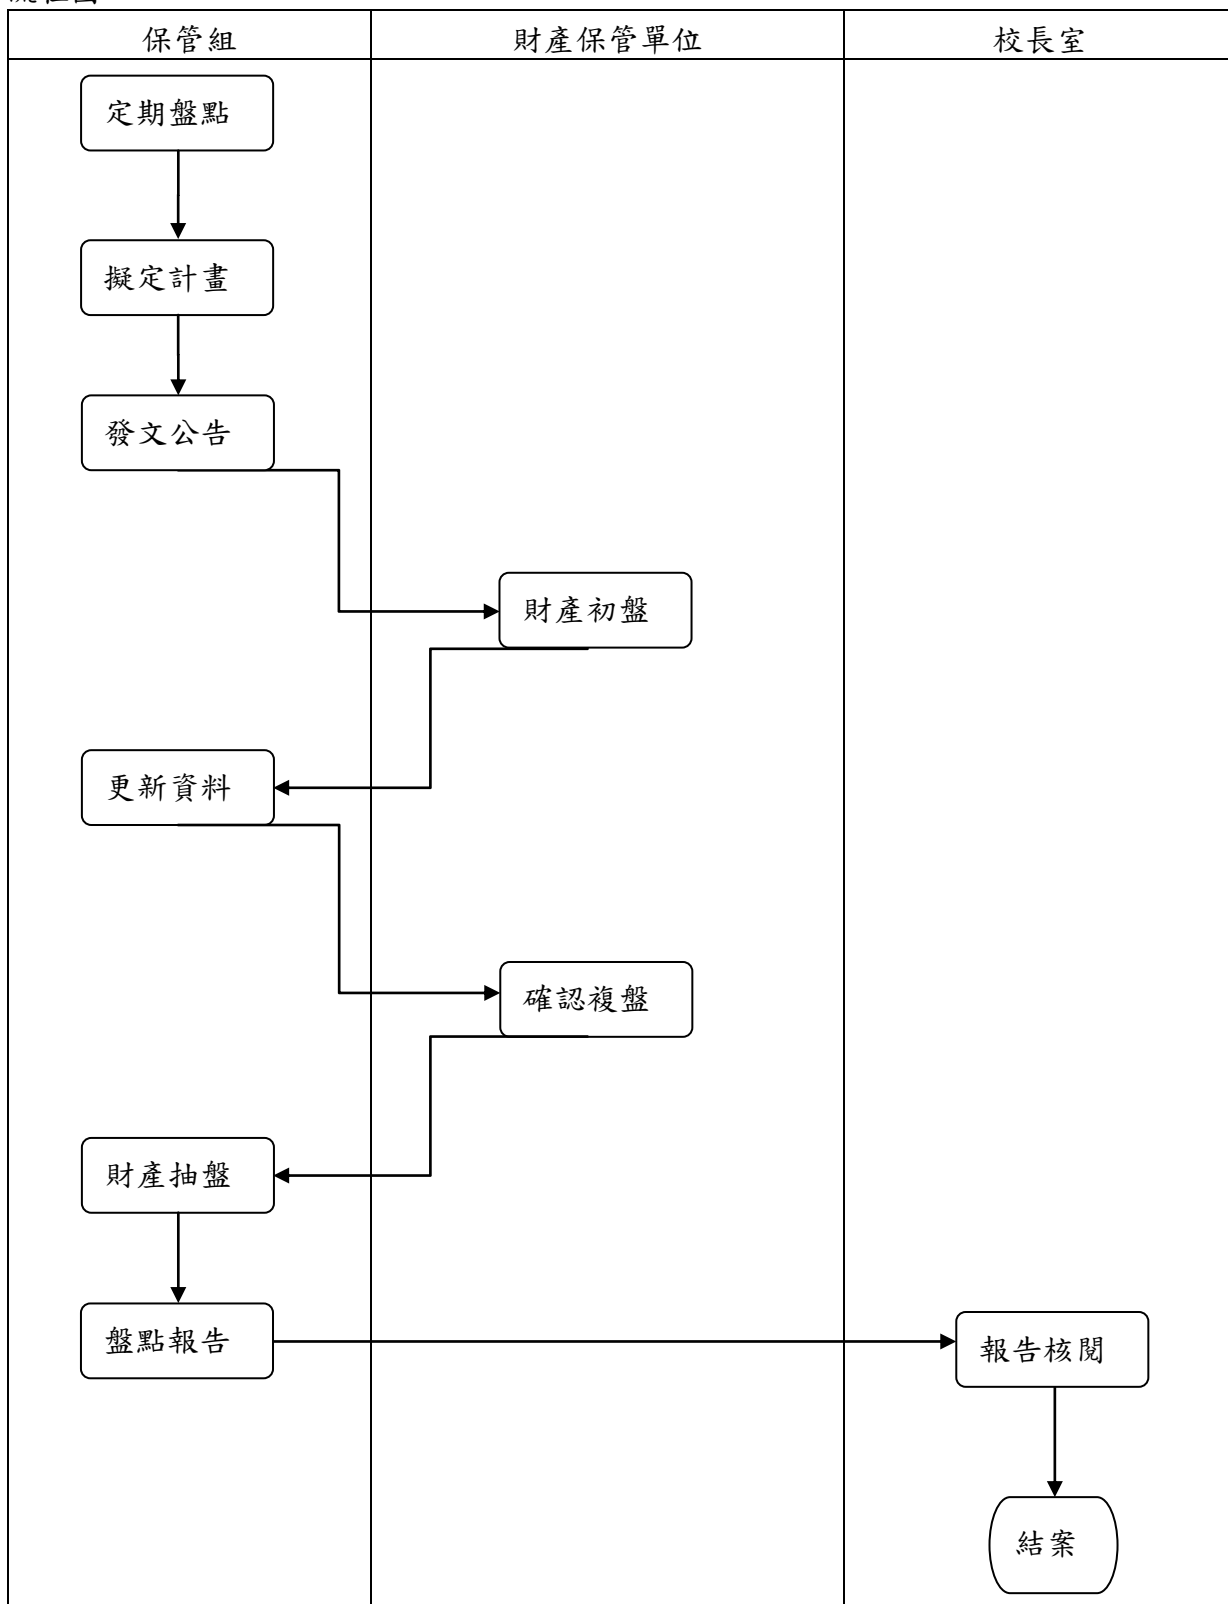 保管組
財產保管單位
校長室
定期盤點
擬定計畫
發文公告
財產初盤
更新資料
確認複盤
財產抽盤
盤點報告
報告核閱
結案